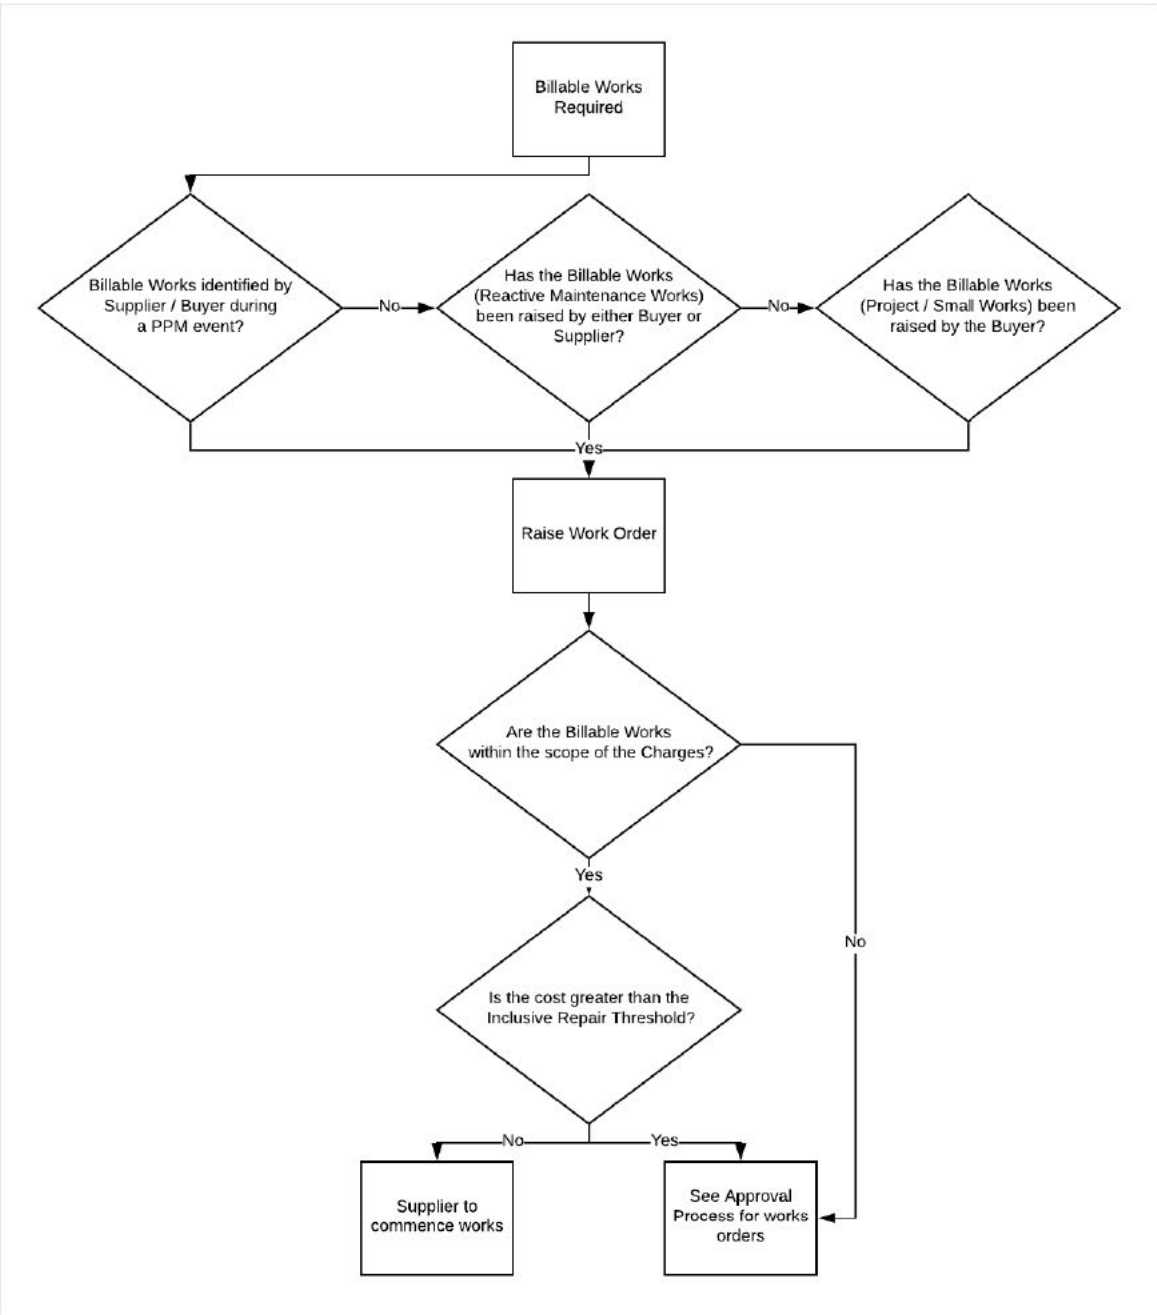 Billable Works
Required
Billable Works identified by
Supplier / Buyer during
a PPM event?
No
Has the Billable Works
(Reactive Maintenance Works)
been raised by either Buyer or
Supplier?
No
Has the Billable Works
(Project / Small Works) been
raised by the Buyer?
Yes
Raise Work Order
Are the Billable Works
within the scope of the Charges?
Yes
No
Is the cost greater than the
Inclusive Repair Threshold?
No
Yes
Supplier to
commence works
See Approval
Process for works
orders